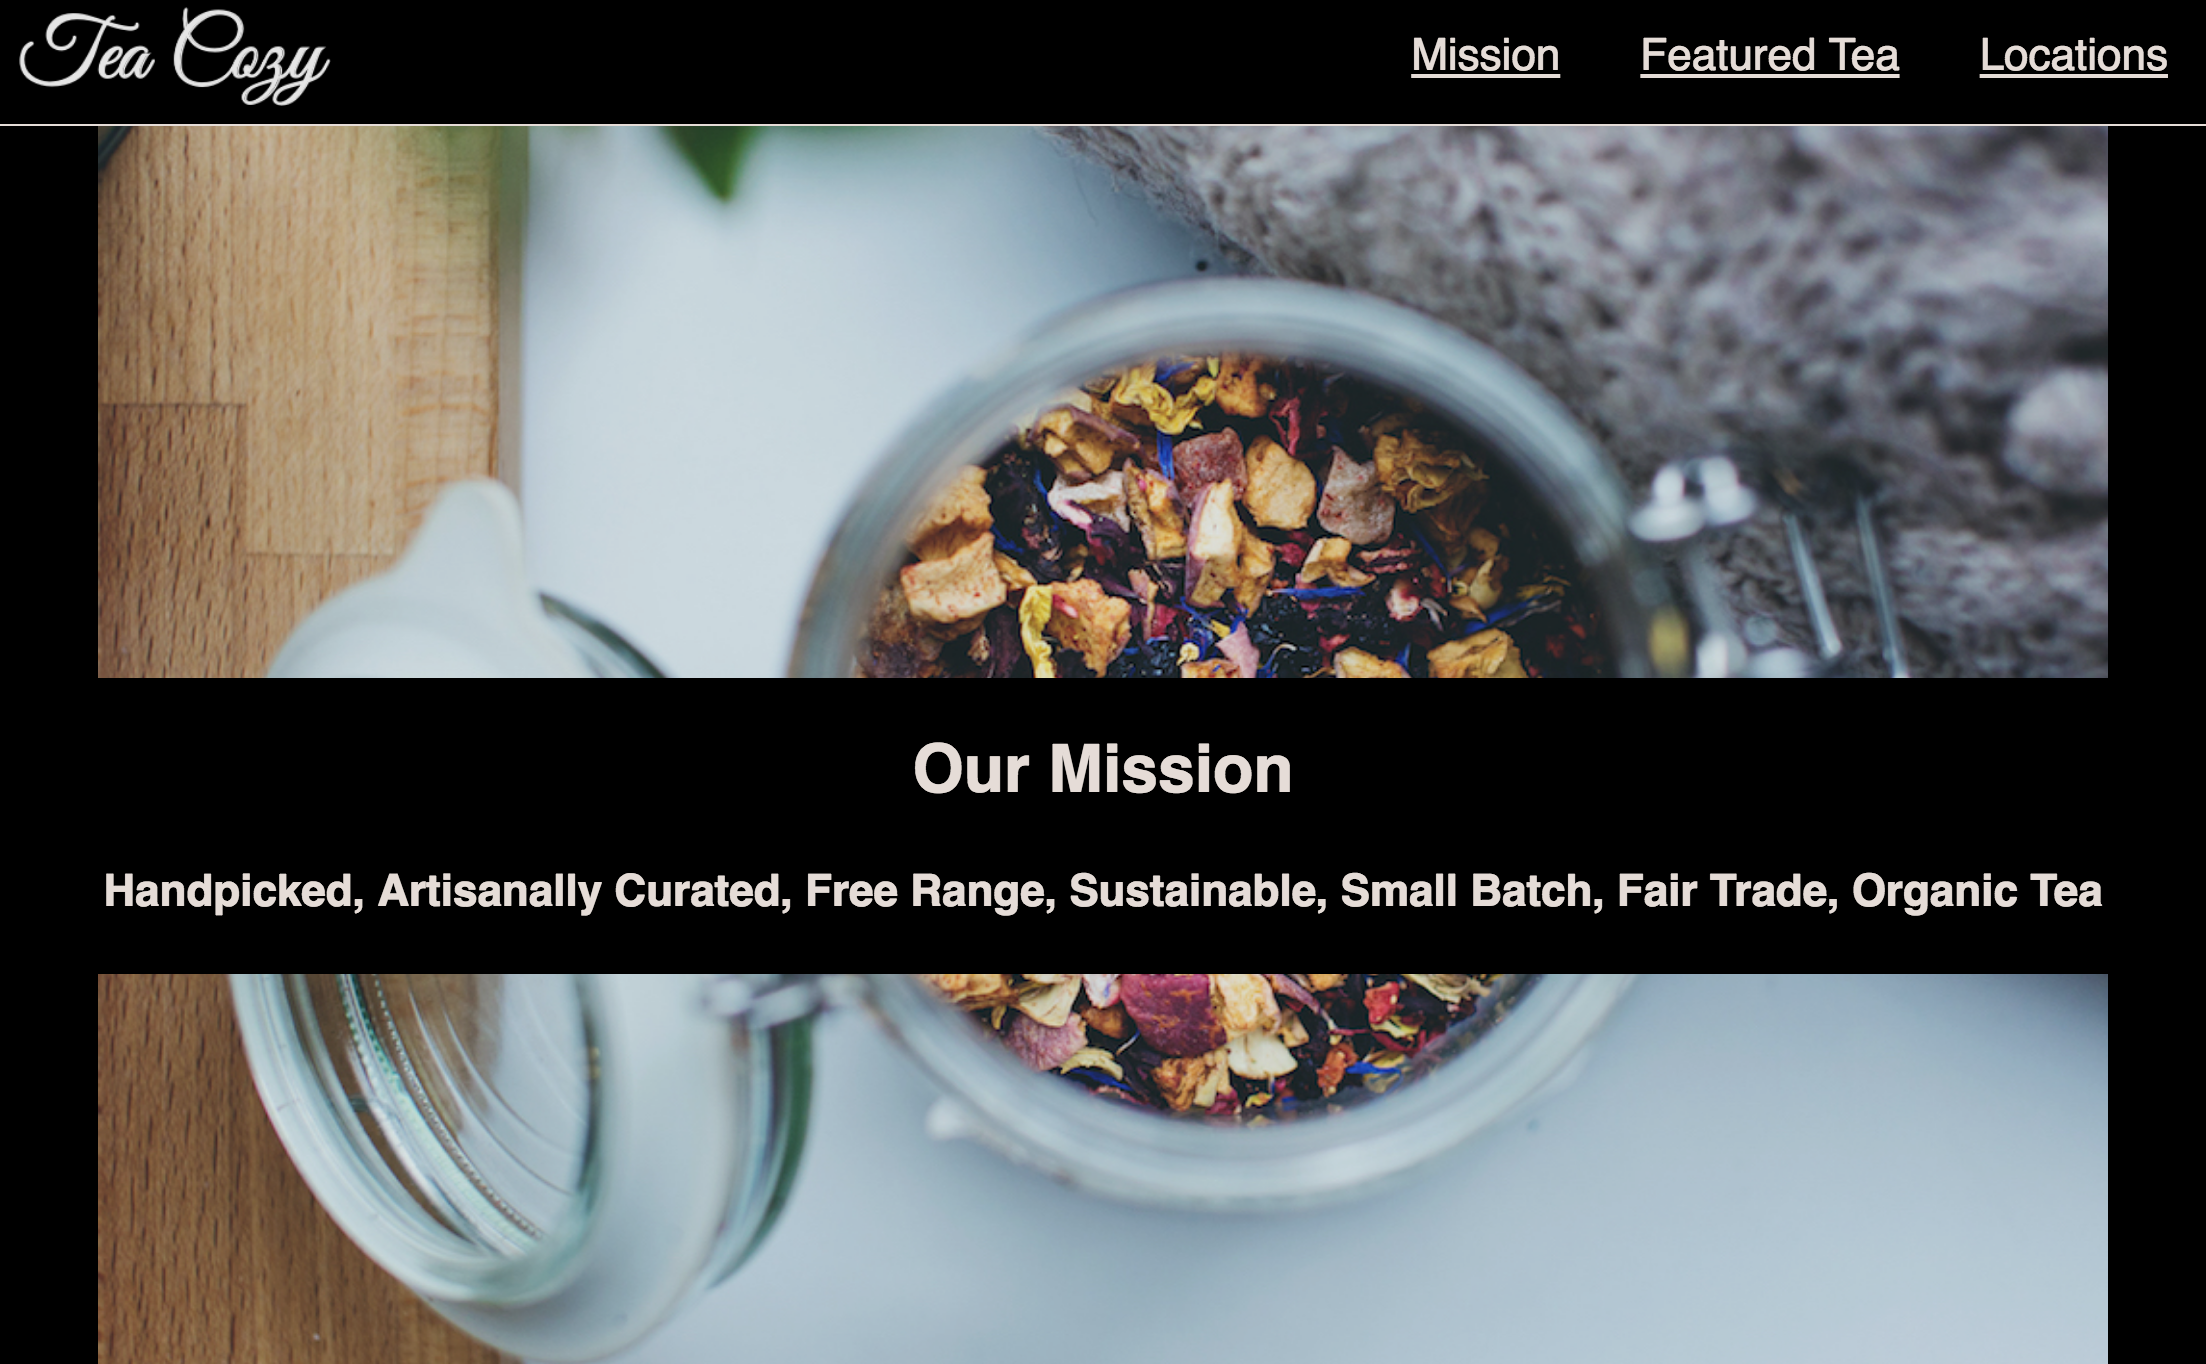 Tea Cozy
Mission
Featured Tea
Locations
Our Mission
Handpicked, Artisanally Curated, Free Range, Sustainable, Small Batch, Fair Trade, Organic Tea